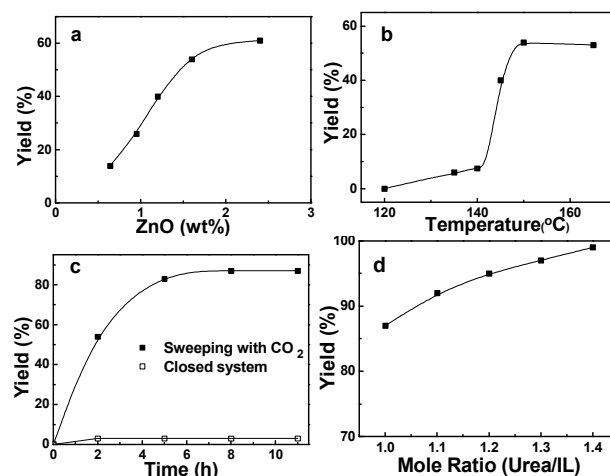 a
60
40
20
0
0 1 2 3
Yield (%)
ZnO (wt%)
b
60
40
20
0
120 140 160
Yield (%)
Temperature(°C)
c
80
60
40
20
0
0 2 4 6 8 10
Yield (%)
Sweeping with CO2
Closed system
Time (h)
d
100
90
80
70
1.0 1.1 1.2 1.3 1.4
Yield (%)
Mole Ratio (Urea/IL)